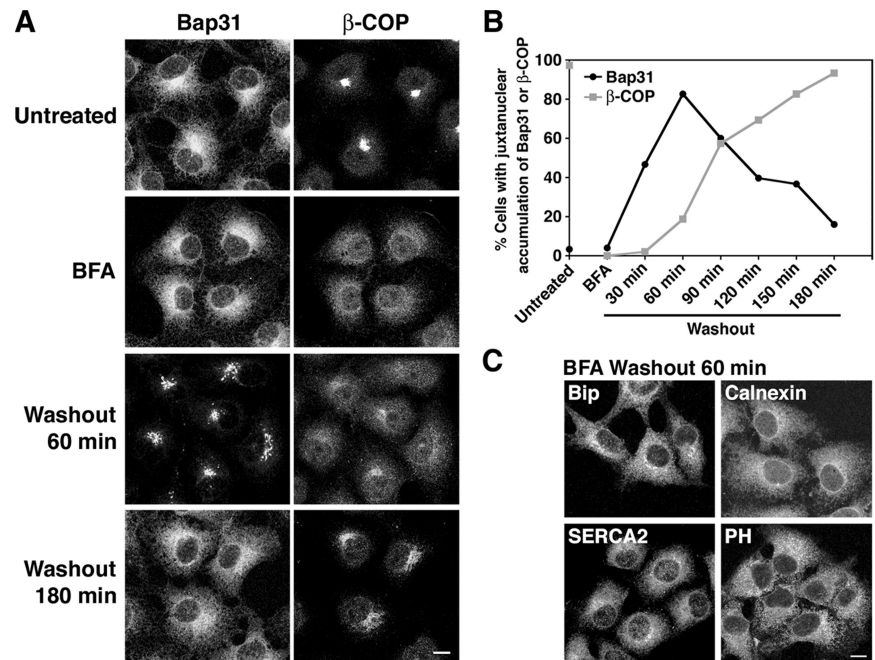 A
Bap31
β-COP
Untreated
BFA
Washout
60 min
Washout
180 min
B
% Cells with juxtanuclear
accumulation of Bap31 or β-COP
100
80
60
40
20
0
Bap31
β-COP
Untreated
BFA
30 min
60 min
90 min
120 min
150 min
180 min
Washout
C
BFA Washout 60 min
Bip
Calnexin
SERCA2
PH